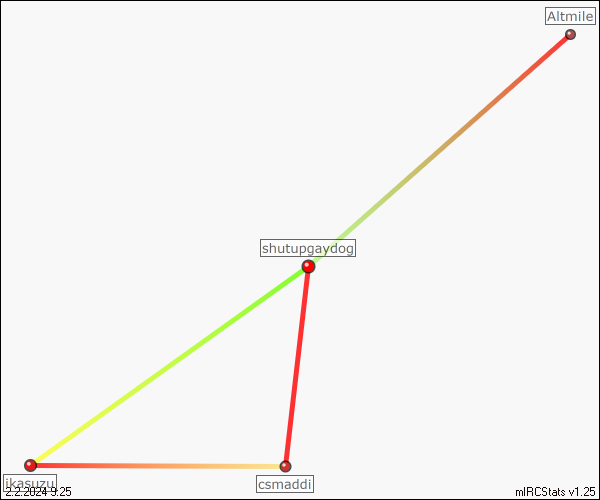 Altmile
shutupgaydog
ikasuzu
csmaddi
2.2.2024 9:25
mIRCStats v1.25